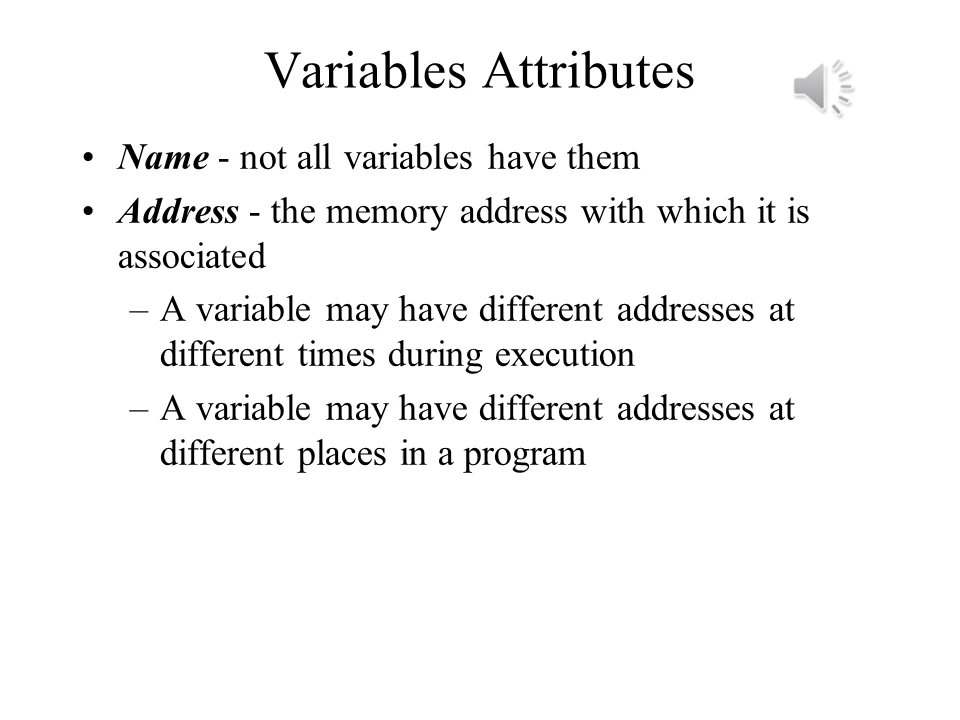 Variables Attributes
• Name - not all variables have them
• Address - the memory address with which it is
associated
– A variable may have different addresses at
different times during execution
– A variable may have different addresses at
different places in a program